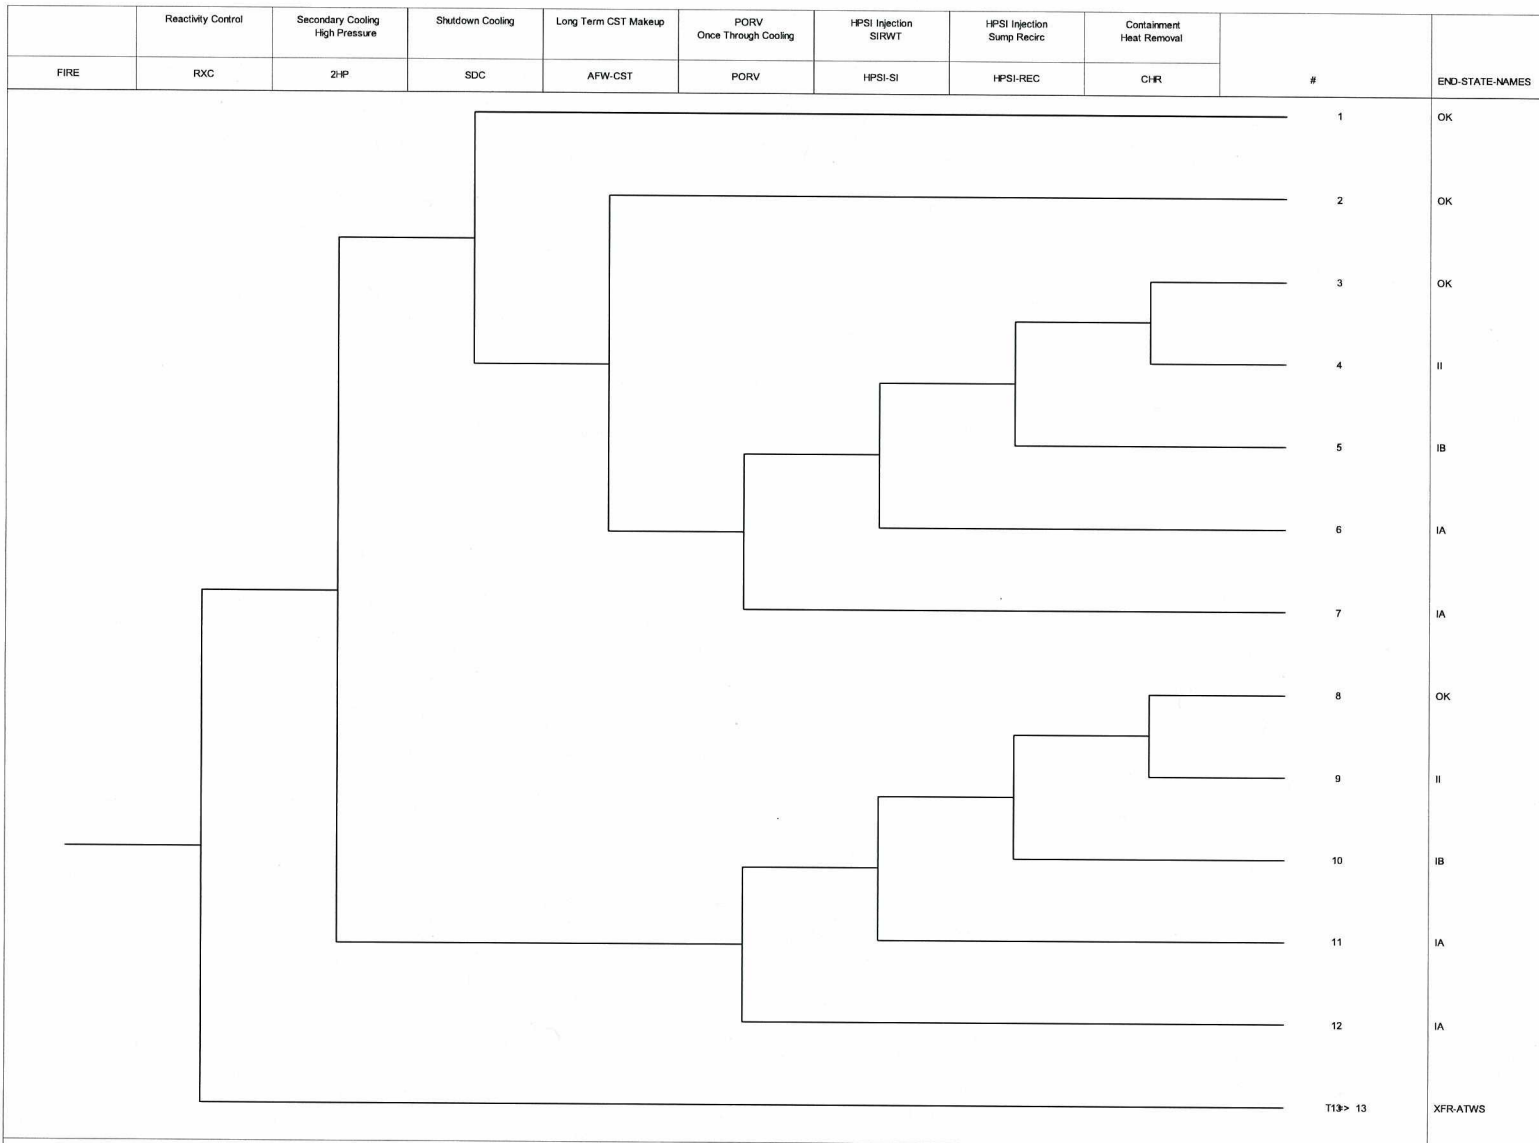 Reactivity Control
Secondary Cooling
High Pressure
Shutdown Cooling
Long Term CST Makeup
PORV
Once Through Cooling
HPSI Injection
SIRWT
HPSI Injection
Sump Recirc
Containment
Heat Removal
FIRE RXC 2HP SDC AFW-CST PORV HPSI-SI HPSI-REC CHR # END-STATE-NAMES
1 OK
2 OK
3 OK
4 II
5 IB
6 IA
7 IA
8 OK
9 II
10 IB
11 IA
12 IA
T13=> 13 XFR-ATWS